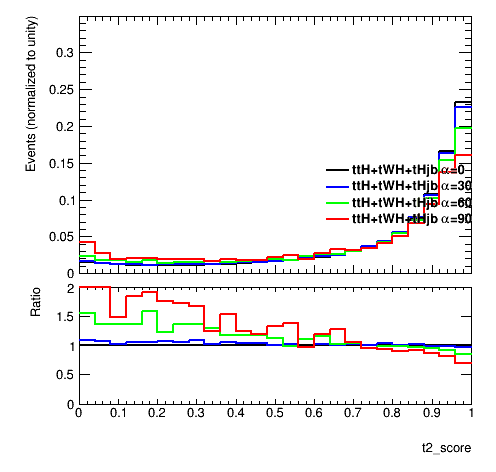 Events (normalized to unity)
0.3
0.25
0.2
0.15
0.1
0.05
0
ttH+tWH+tHjb α=0
ttH+tWH+tHjb α=30
ttH+tWH+tHjb α=60
ttH+tWH+tHjb α=90
Ratio
2
1.5
1
0.5
0
0 0.1 0.2 0.3 0.4 0.5 0.6 0.7 0.8 0.9 1
t2_score